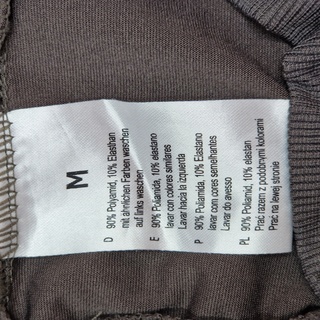 M
D 90% Polyamid, 10% Elasthan
mit ähnlichen Farben waschen
auf links waschen
E 90% Poliamida, 10% elastano
lavar con colores similares
Lavar hacia la izquierda
P 90% Poliamida, 10% elastano
lavar com cores semelhantes
Lavar do avesso
PL 90% Poliamid, 10% elastan
Prać razem z podobnymi kolorami
Prać na lewej stronie